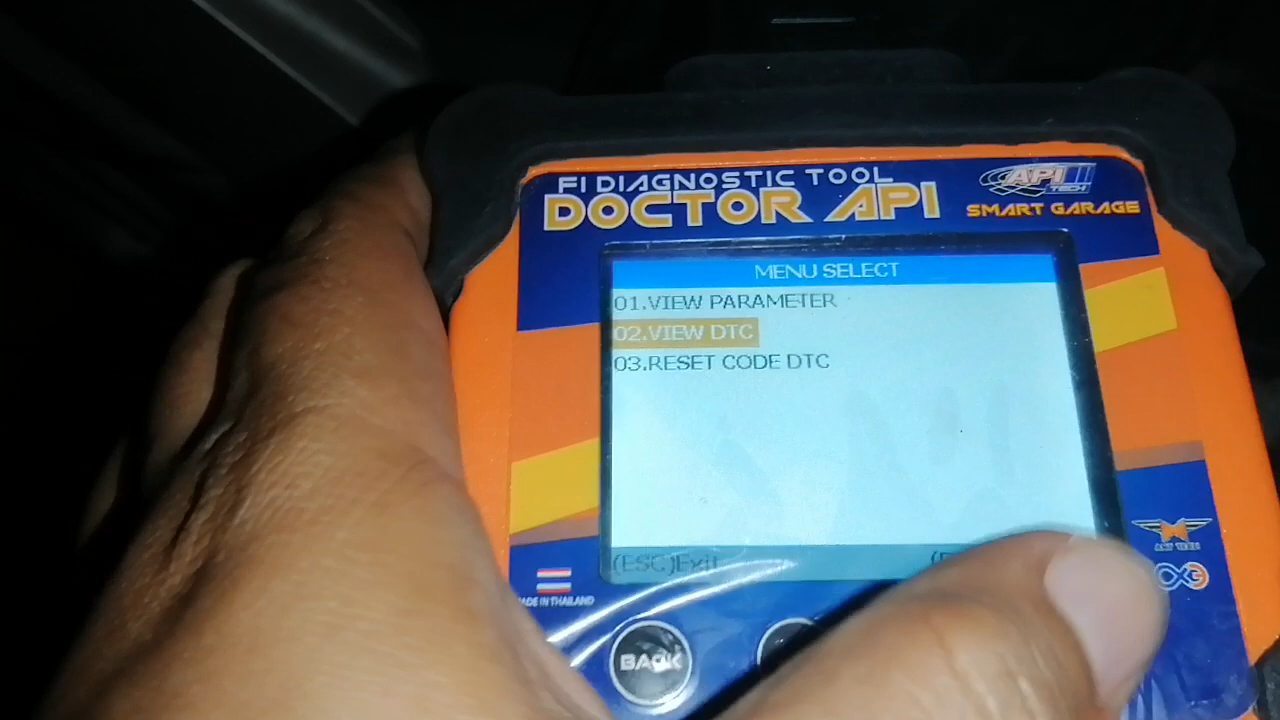 FI DIAGNOSTIC TOOL
DOCTOR API
API
TECH
SMART GARAGE
MENU SELECT
01.VIEW PARAMETER
02.VIEW DTC
03.RESET CODE DTC
(ESC)Exit
MADE IN THAILAND
BACK